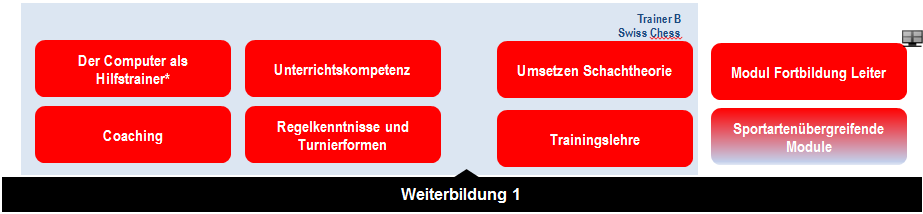 Trainer B
Swiss Chess
Der Computer als
Hilfstrainer*
Unterrichtskompetenz
Umsetzen Schachtheorie
Modul Fortbildung Leiter
Coaching
Regelkenntnisse und
Turnierformen
Trainingslehre
Sportartenübergreifende
Module
Weiterbildung 1